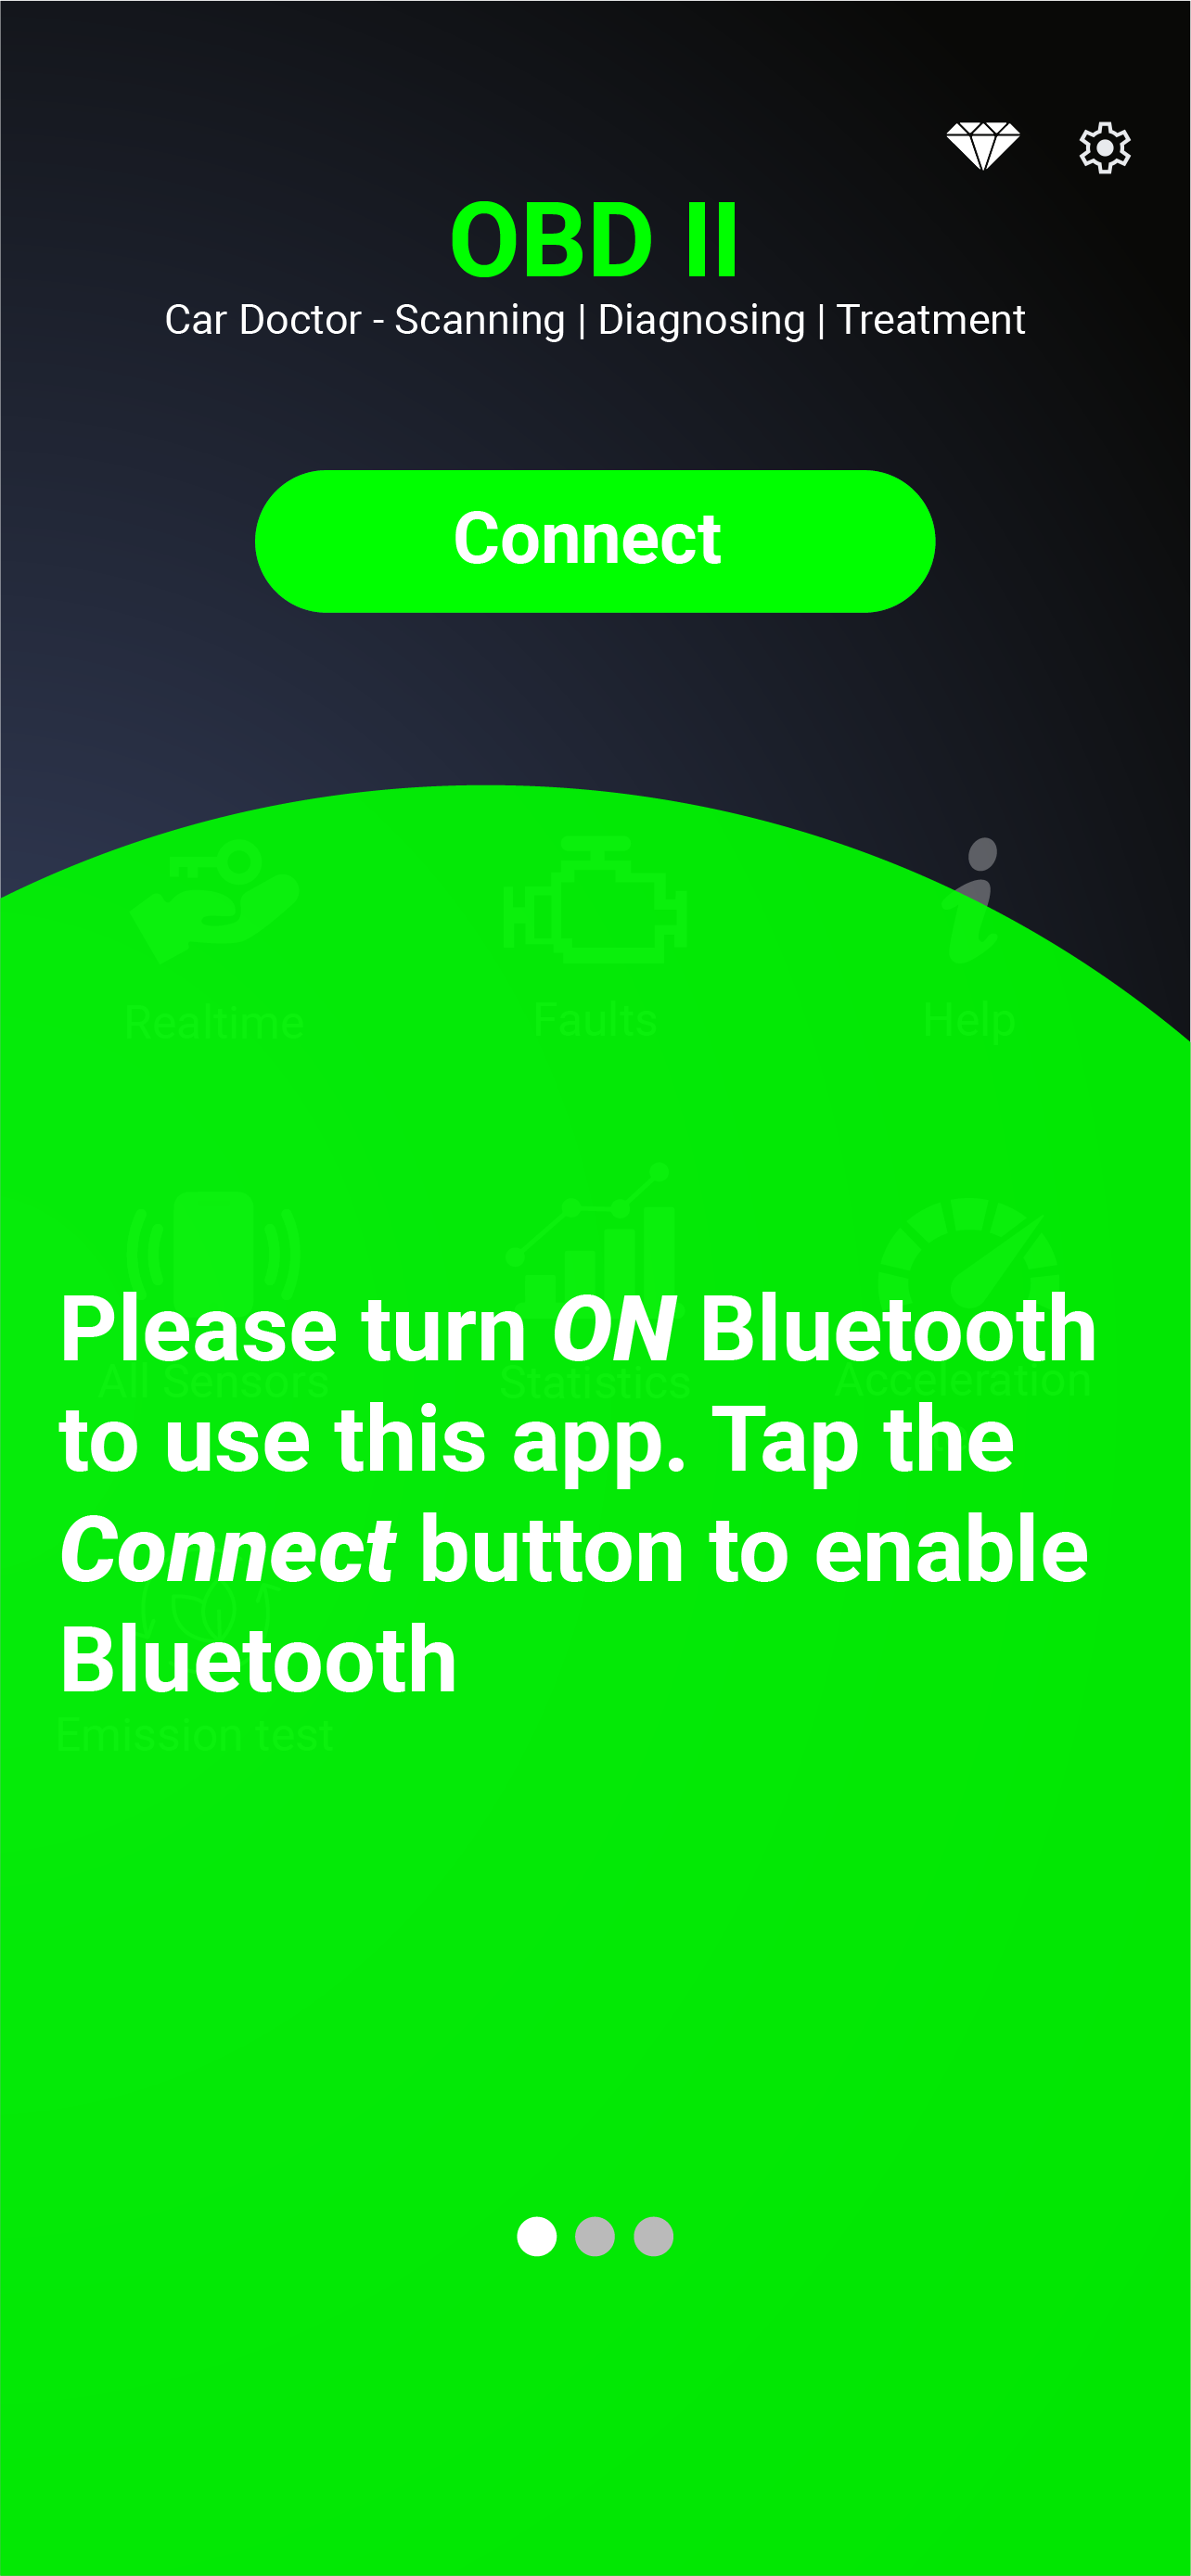 OBD II
Car Doctor - Scanning | Diagnosing | Treatment
Connect
Realtime
Faults
Help
Please turn ON Bluetooth
All Sensors
Statistics
Acceleration
to use this app. Tap the
Connect button to enable
Bluetooth
Emission test